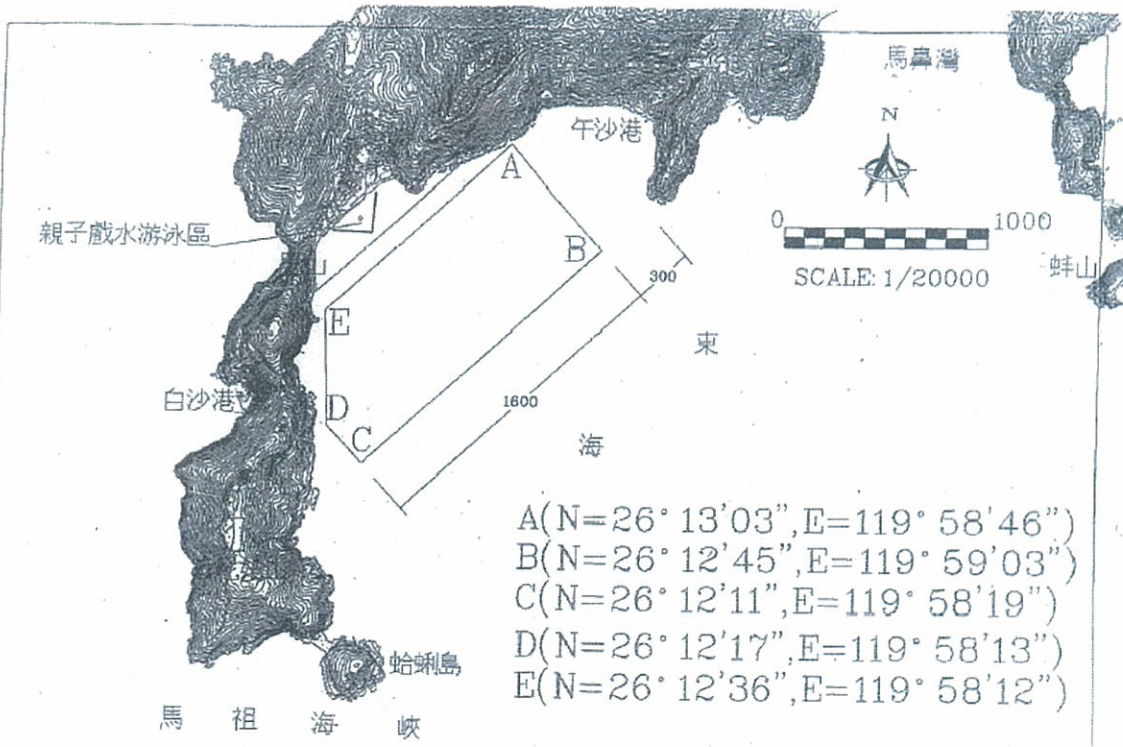 馬鼻灣
午沙港
N
A
親子戲水游泳區
B
0 1000
SCALE: 1/20000
蚌山
300
E
東
白沙港
1600
D
C
海
A(N=26° 13'03",E=119° 58'46")
B(N=26° 12'45",E=119° 59'03")
C(N=26° 12'11",E=119° 58'19")
D(N=26° 12'17",E=119° 58'13")
E(N=26° 12'36",E=119° 58'12")
蛤蜊島
馬祖海峽